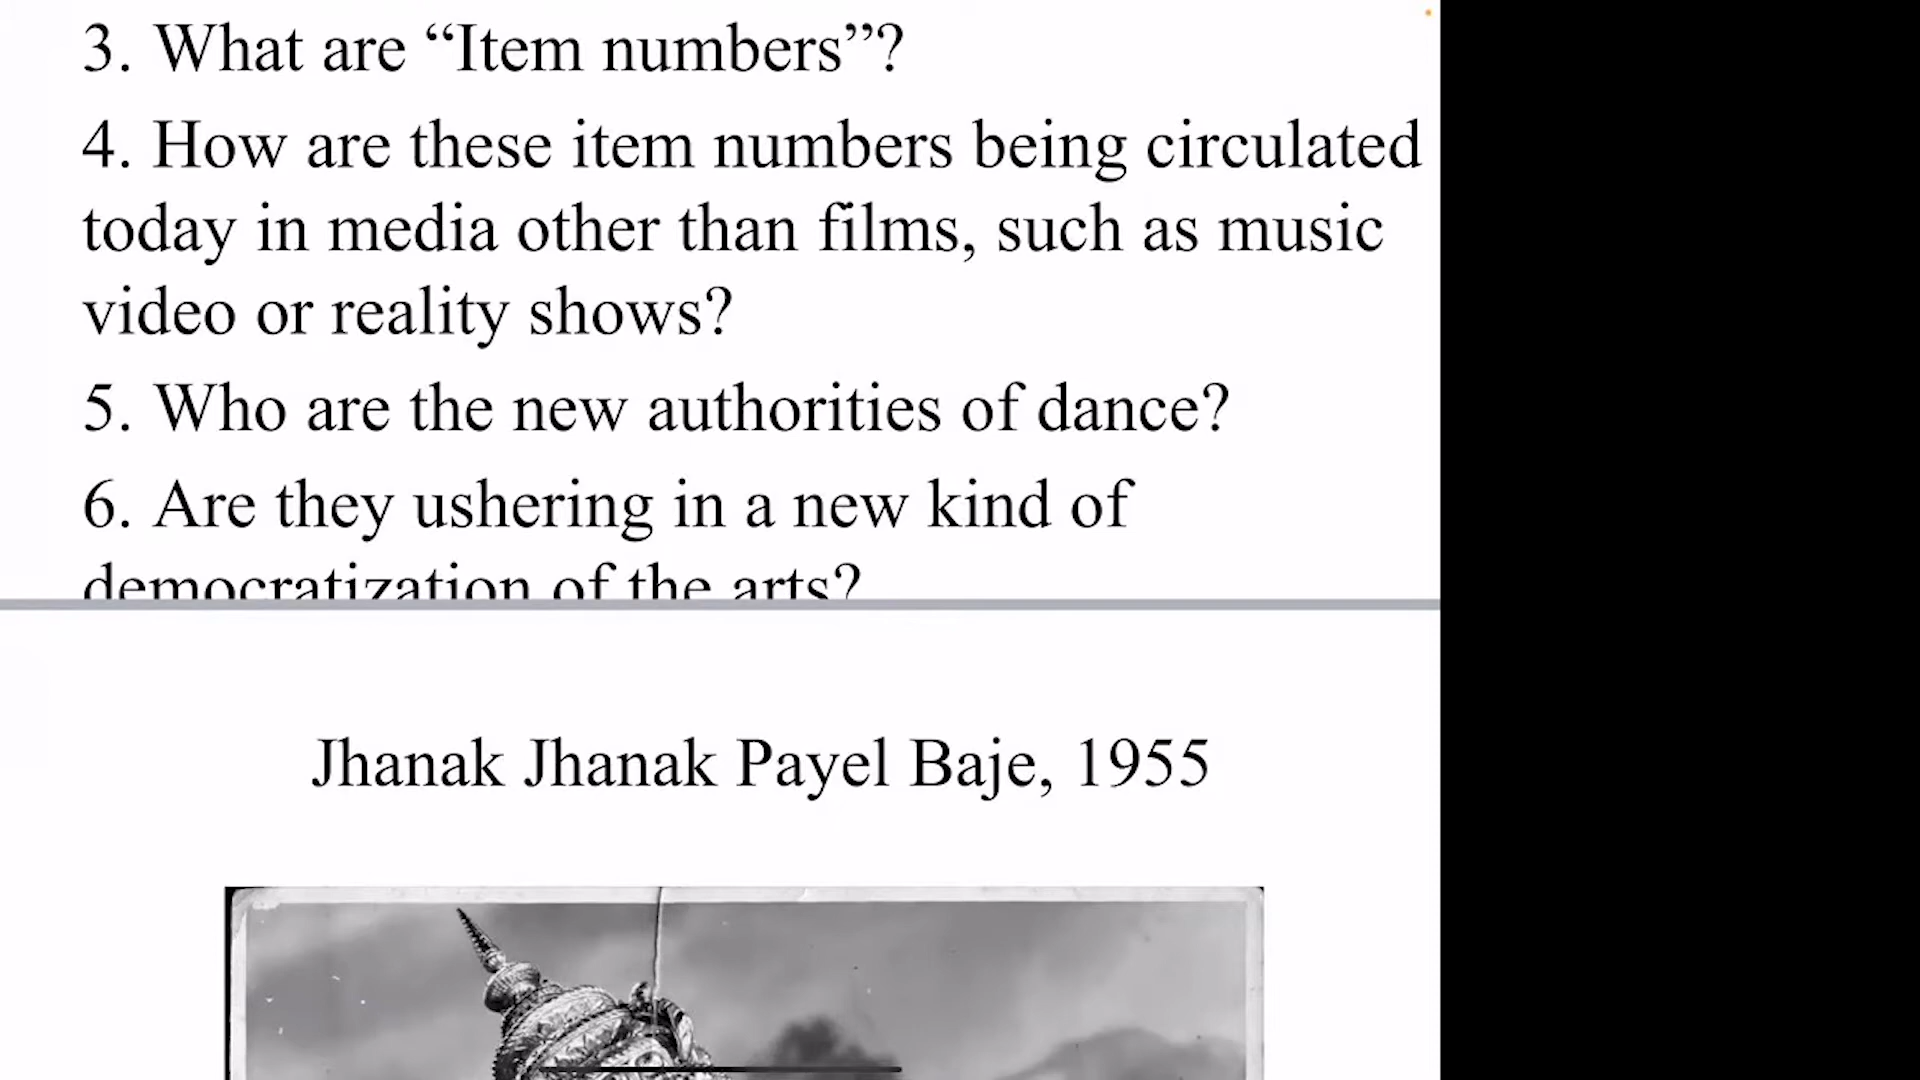 3. What are “Item numbers”?
4. How are these item numbers being circulated
today in media other than films, such as music
video or reality shows?
5. Who are the new authorities of dance?
6. Are they ushering in a new kind of
democratization of the arts?
Jhanak Jhanak Payel Baje, 1955